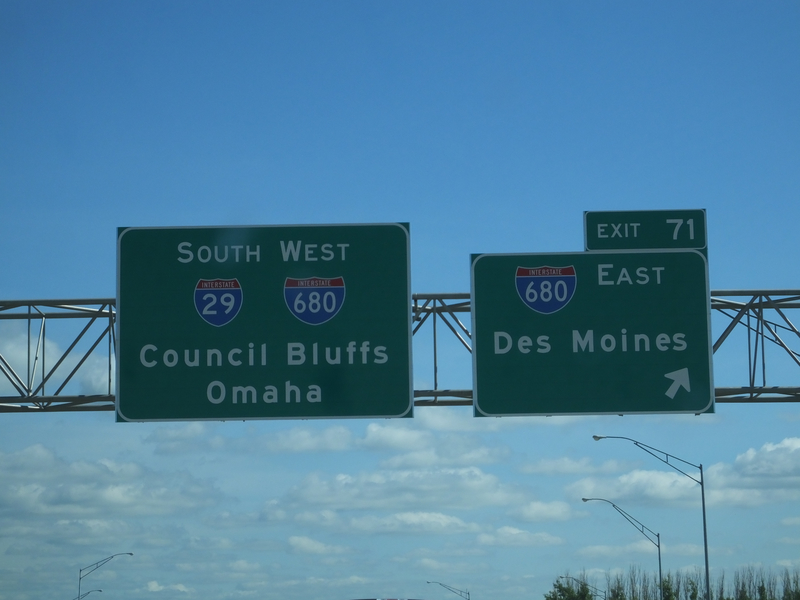 SOUTH WEST
INTERSTATE 29 INTERSTATE 680
Council Bluffs
Omaha
EXIT 71
INTERSTATE 680 EAST
Des Moines